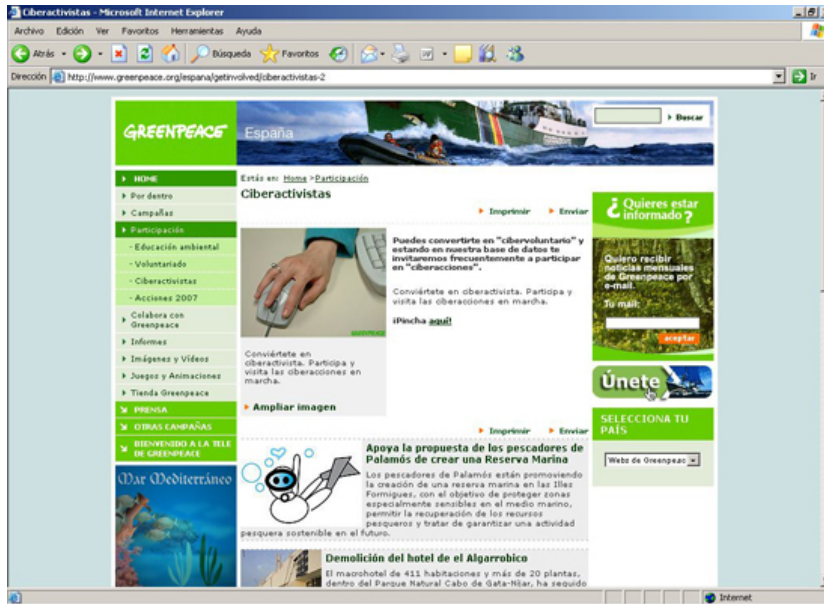 Ciberactivistas - Microsoft Internet Explorer
Archivo Edición Ver Favoritos Herramientas Ayuda
Atrás Búsqueda Favoritos
Dirección http://www.greenpeace.org/espana/getinvolved/ciberactivistas-2 Ir
GREENPEACE España
Buscar
HOME
Por dentro
Campañas
Participación
- Educación ambiental
- Voluntariado
- Ciberactivistas
- Acciones 2007
Colabora con
Greenpeace
Informes
Imágenes y Vídeos
Juegos y Animaciones
Tienda Greenpeace
PRENSA
OTRAS CAMPAÑAS
BIENVENIDO A LA TELE
DE GREENPEACE
Mar Mediterráneo
Estás en: Home >Participación
Ciberactivistas
Imprimir Enviar
GREENPEACE
Conviértete en
ciberactivista. Participa y
visita las ciberacciones en
marcha.
Ampliar imagen
Puedes convertirte en "cibervoluntario" y
estando en nuestra base de datos te
invitaremos frecuentemente a participar
en "ciberacciones".
Conviérte en ciberactivista. Participa y
visita las ciberacciones en marcha.
¡Pincha aquí!
Imprimir Enviar
Apoya la propuesta de los pescadores de
Palamós de crear una Reserva Marina
Los pescadores de Palamós están promoviendo
la creación de una reserva marina en las Illes
Formigues, con el objetivo de proteger zonas
especialmente sensibles en el medio marino,
permitir la recuperación de los recursos
pesqueros y tratar de garantizar una actividad
pesquera sostenible en el futuro.
Demolición del hotel de el Algarrobico
El macrohotel de 411 habitaciones y más de 20 plantas,
dentro del Parque Natural Cabo de Gata-Níjar, ha seguido
¿Quieres estar
informado?
Quiero recibir
noticias mensuales
de Greenpeace por
e-mail.
Tu mail:
aceptar
Únete
SELECCIONA TU
PAÍS
Webs de Greenpeac
Internet